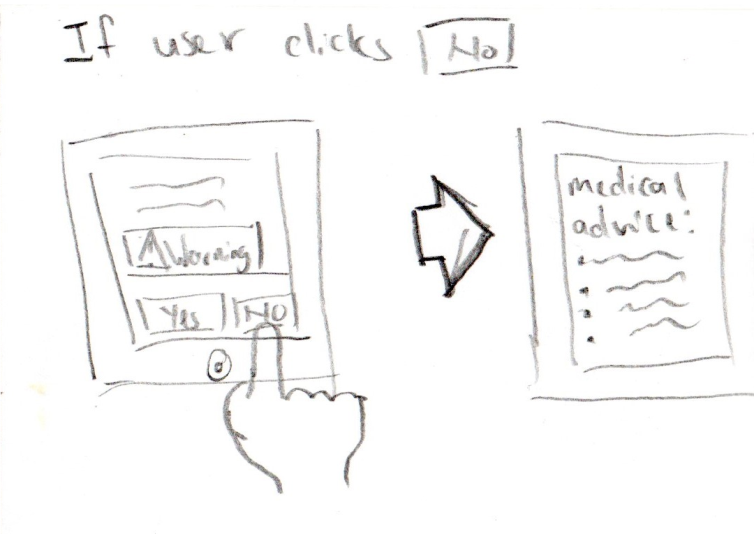 If user clicks No
Warning
Yes NO
medical
advice: